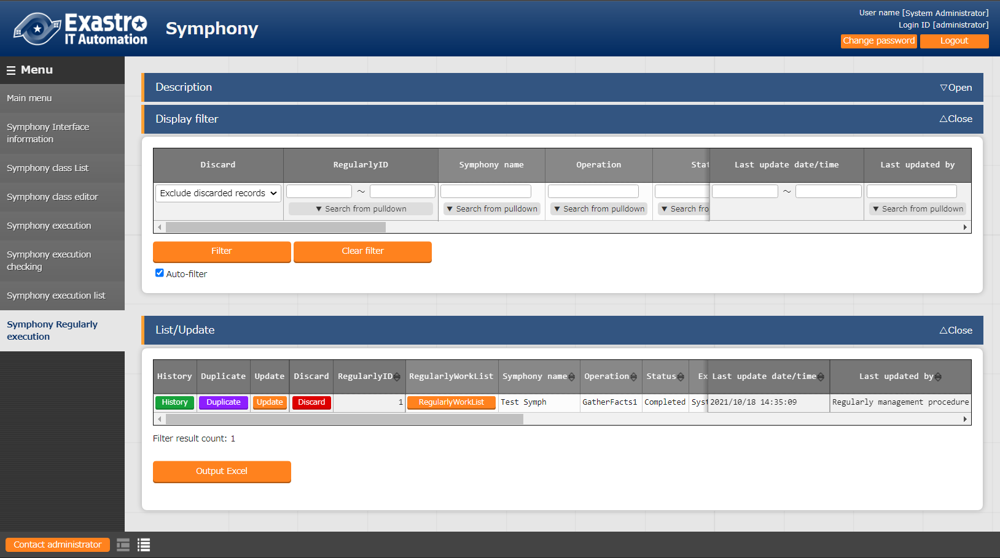 Exastro
IT Automation
Symphony
User name [System Administrator]
Login ID [administrator]
Change password
Logout
Menu
Main menu
Symphony Interface
information
Symphony class List
Symphony class editor
Symphony execution
Symphony execution
checking
Symphony execution list
Symphony Regularly
execution
Description
▽Open
Display filter
△Close
Discard RegularlyID Symphony name Operation Stat Last update date/time Last updated by
Exclude discarded records ~ ~
▼ Search from pulldown ▼ Search from pulldown ▼ Search from pulldown ▼ Search fro ▼ Search from pulldown
Filter Clear filter
Auto-filter
List/Update
△Close
History Duplicate Update Discard RegularlyID RegularlyWorkList Symphony name Operation Status Ex Last update date/time Last updated by
History Duplicate Update Discard 1 RegularlyWorkList Test Symph GatherFacts1 Completed Syst 2021/10/18 14:35:09 Regularly management procedure
Filter result count: 1
Output Excel
Contact administrator